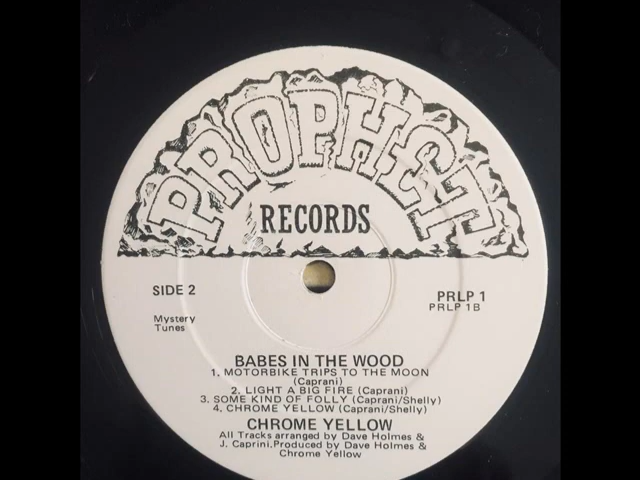 PROPHET
RECORDS
SIDE 2
PRLP 1
PRLP 1B
Mystery
Tunes
BABES IN THE WOOD
1. MOTORBIKE TRIPS TO THE MOON
(Caprani)
2. LIGHT A BIG FIRE (Caprani)
3. SOME KIND OF FOLLY (Caprani/Shelly)
4. CHROME YELLOW (Caprani/Shelly)
CHROME YELLOW
All Tracks arranged by Dave Holmes &
J. Caprini.Produced by Dave Holmes &
Chrome Yellow